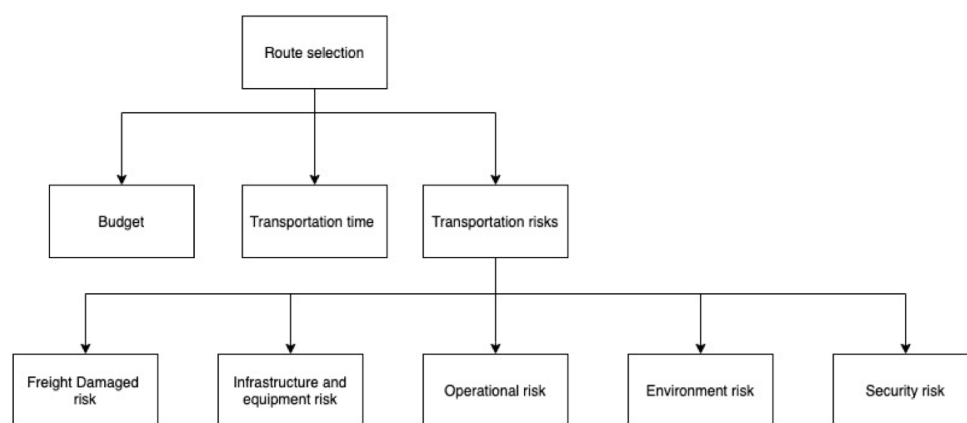 Route selection
Budget
Transportation time
Transportation risks
Freight Damaged
risk
Infrastructure and
equipment risk
Operational risk
Environment risk
Security risk